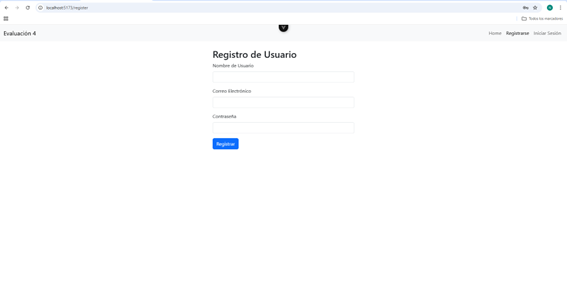 localhost:5173/register
Todos los marcadores
Evaluación 4
Home Registrarse Iniciar Sesión
Registro de Usuario
Nombre de Usuario
Correo Electrónico
Contraseña
Registrar